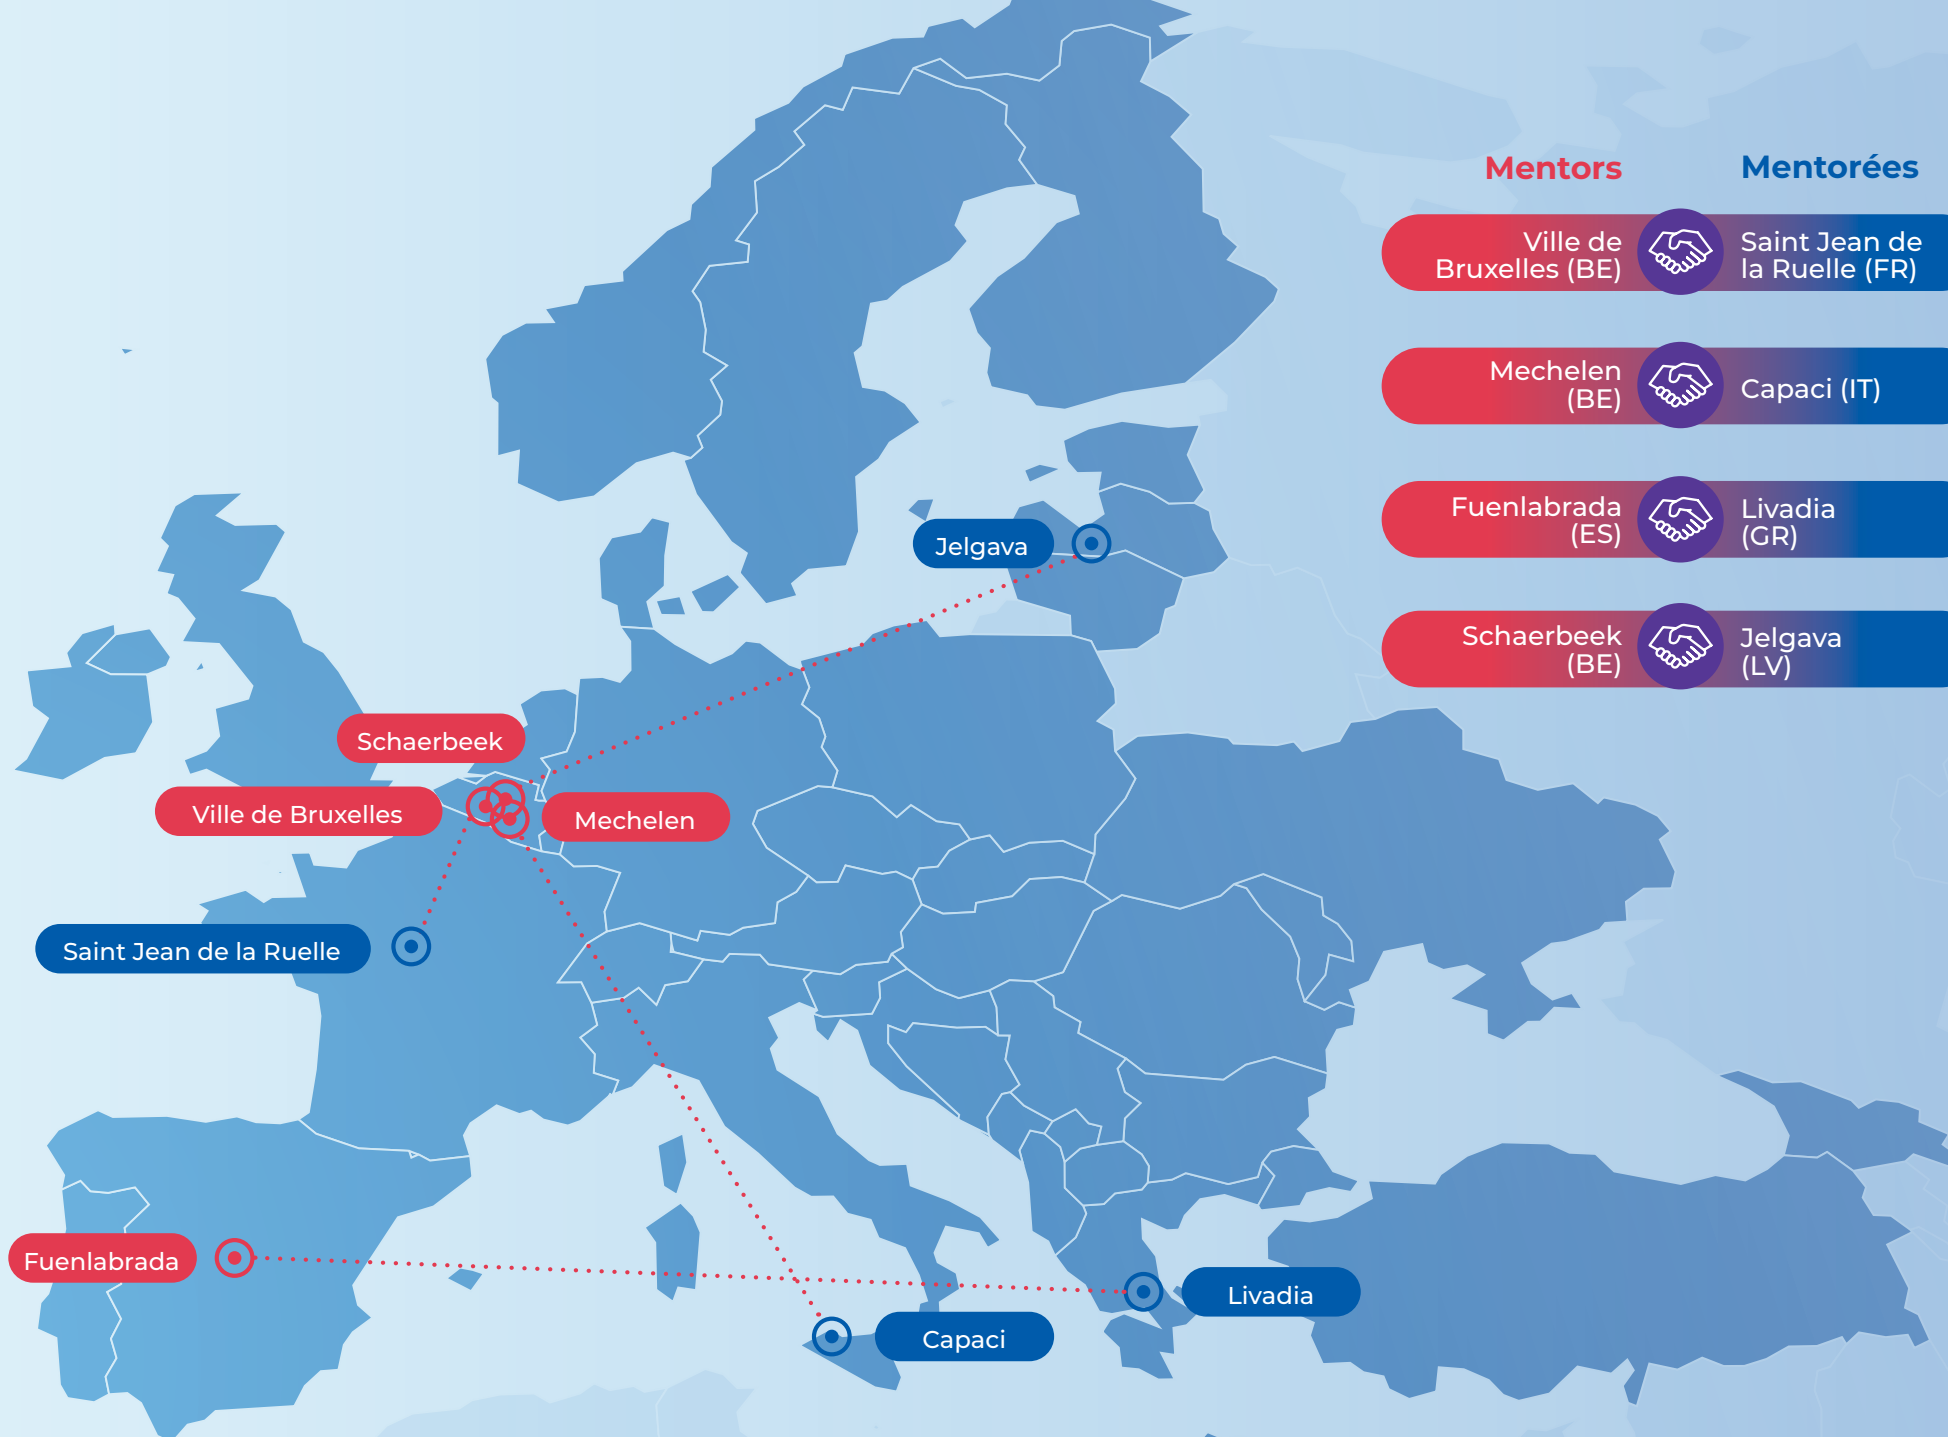 Mentors
Mentorées
Ville de
Bruxelles (BE)
Saint Jean de
la Ruelle (FR)
Mechelen
(BE)
Capaci (IT)
Fuenlabrada
(ES)
Livadia
(GR)
Schaerbeek
(BE)
Jelgava
(LV)
Jelgava
Schaerbeek
Ville de Bruxelles
Mechelen
Saint Jean de la Ruelle
Fuenlabrada
Livadia
Capaci